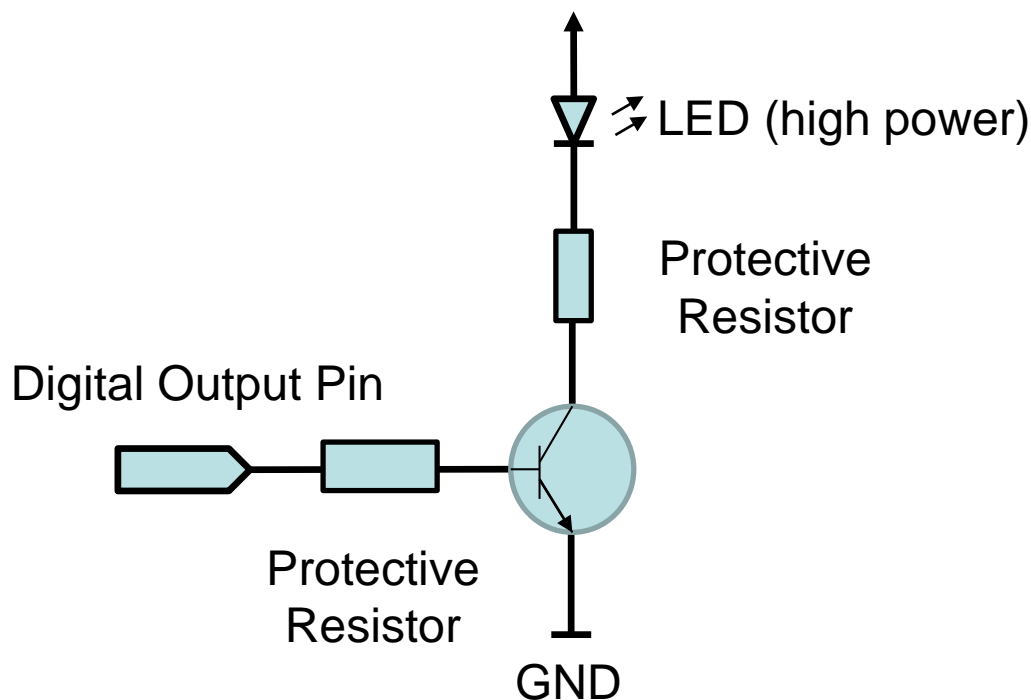 LED (high power)
Protective
Resistor
Digital Output Pin
Protective
Resistor
GND